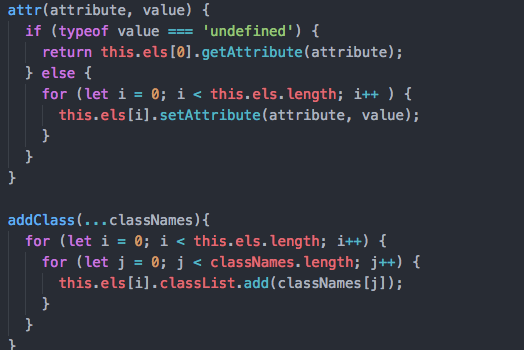 attr(attribute, value) {
  if (typeof value === 'undefined') {
    return this.els[0].getAttribute(attribute);
  } else {
    for (let i = 0; i < this.els.length; i++ ) {
      this.els[i].setAttribute(attribute, value);
    }
  }
}

addClass(...classNames){
  for (let i = 0; i < this.els.length; i++) {
    for (let j = 0; j < classNames.length; j++) {
      this.els[i].classList.add(classNames[j]);
    }
  }
}